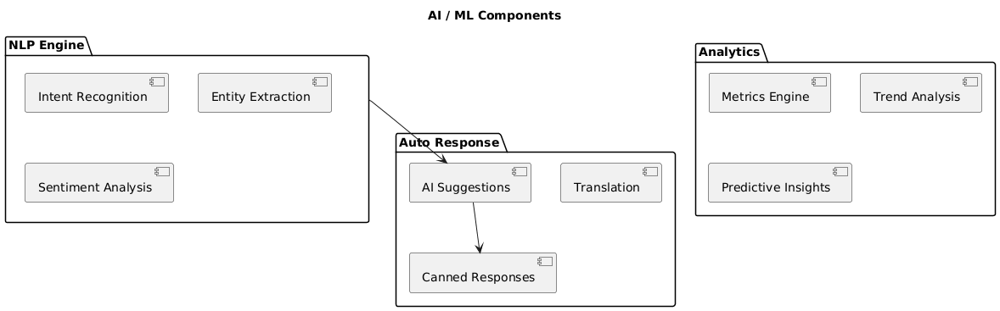 AI / ML Components
NLP Engine
Intent Recognition
Entity Extraction
Sentiment Analysis
Auto Response
AI Suggestions
Translation
Canned Responses
Analytics
Metrics Engine
Trend Analysis
Predictive Insights